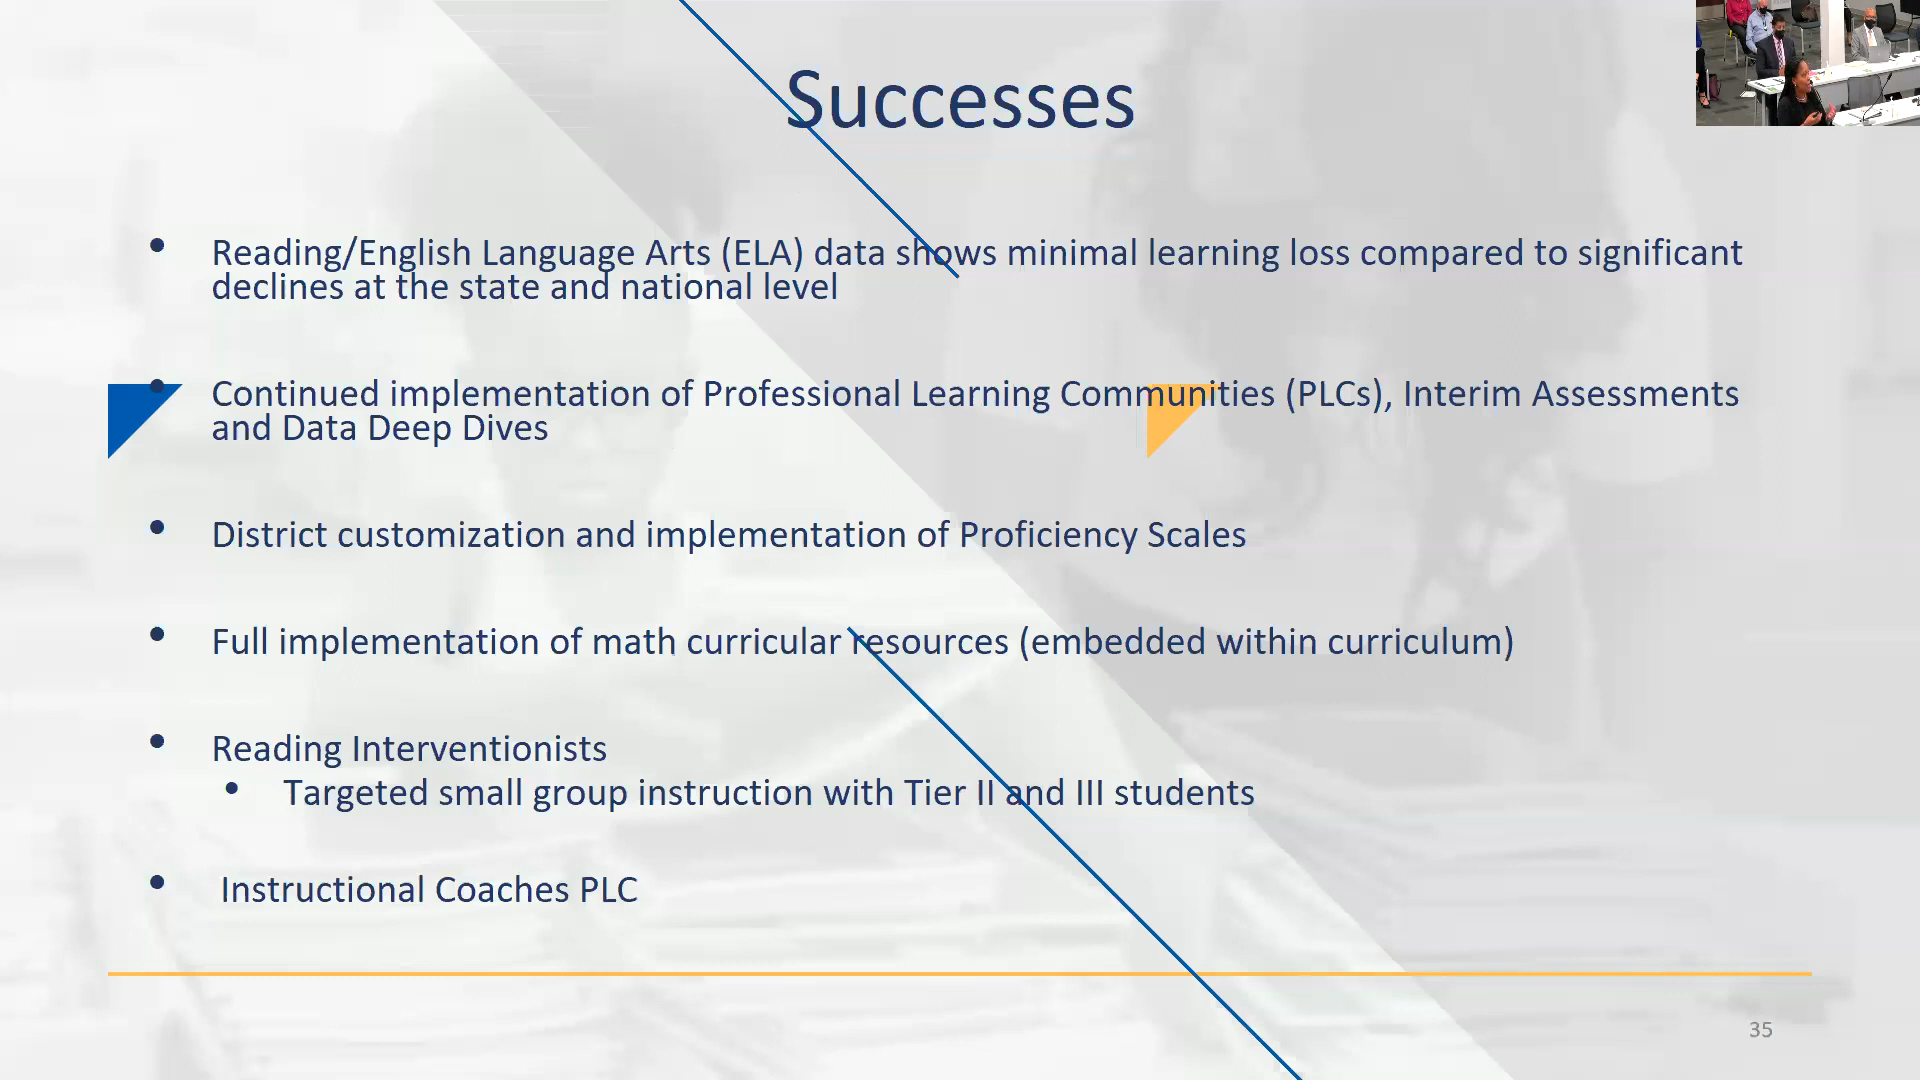 Successes
Reading/English Language Arts (ELA) data shows minimal learning loss compared to significant
declines at the state and national level
Continued implementation of Professional Learning Communities (PLCs), Interim Assessments
and Data Deep Dives
District customization and implementation of Proficiency Scales
Full implementation of math curricular resources (embedded within curriculum)
Reading Interventionists
Targeted small group instruction with Tier II and III students
Instructional Coaches PLC
35